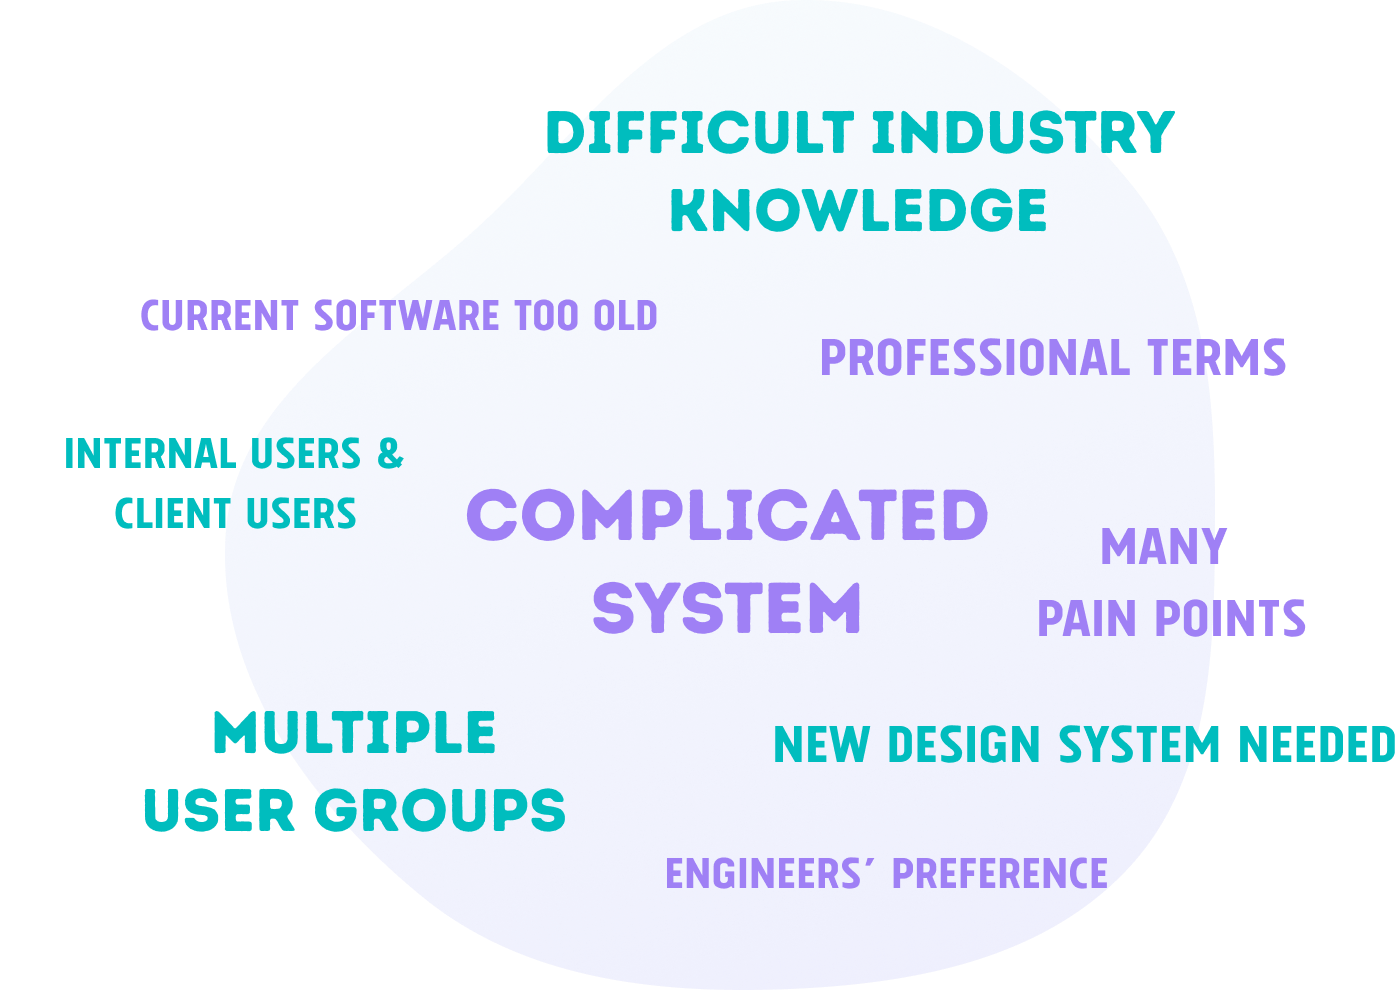 DIFFICULT INDUSTRY
KNOWLEDGE
CURRENT SOFTWARE TOO OLD
PROFESSIONAL TERMS
INTERNAL USERS &
CLIENT USERS
COMPLICATED
SYSTEM
MANY
PAIN POINTS
MULTIPLE
USER GROUPS
NEW DESIGN SYSTEM NEEDED
ENGINEERS' PREFERENCE